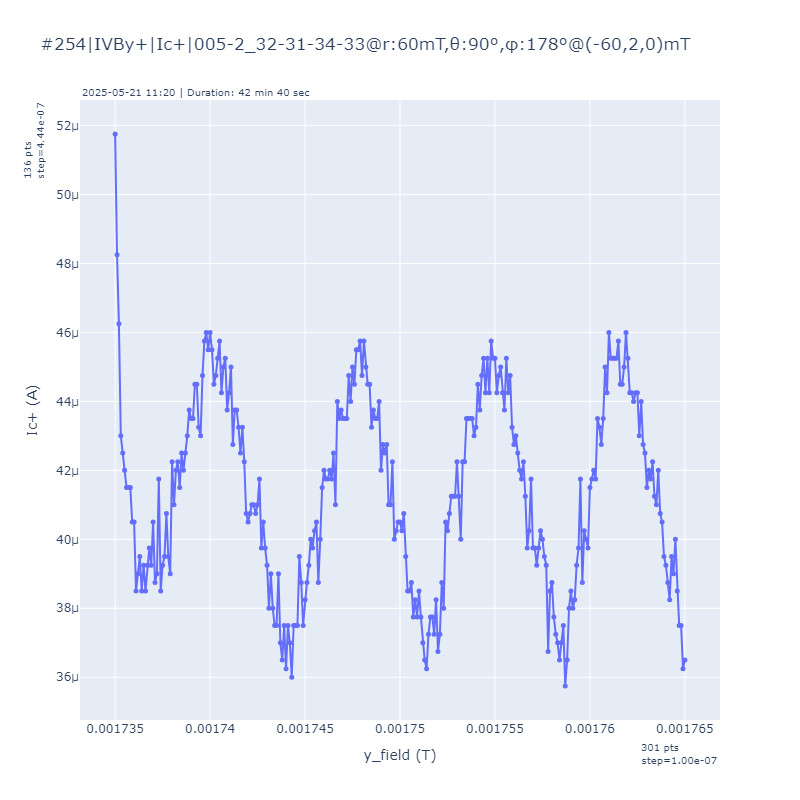 #254|IVBy+|Ic+|005-2_32-31-34-33@r:60mT,θ:90°,φ:178°@(-60,2,0)mT
2025-05-21 11:20 | Duration: 42 min 40 sec
136 pts
step=4.44e-07
52μ
50μ
48μ
46μ
44μ
42μ
40μ
38μ
36μ
Ic+ (A)
0.001735
0.00174
0.001745
0.00175
0.001755
0.00176
0.001765
y_field (T)
301 pts
step=1.00e-07